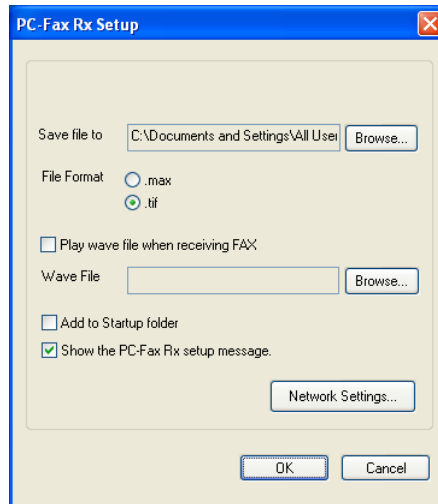 PC-Fax Rx Setup
Save file to C:\Documents and Settings\All User Browse...
File Format .max
.tif
Play wave file when receiving FAX
Wave File Browse...
Add to Startup folder
Show the PC-Fax Rx setup message.
Network Settings...
OK Cancel